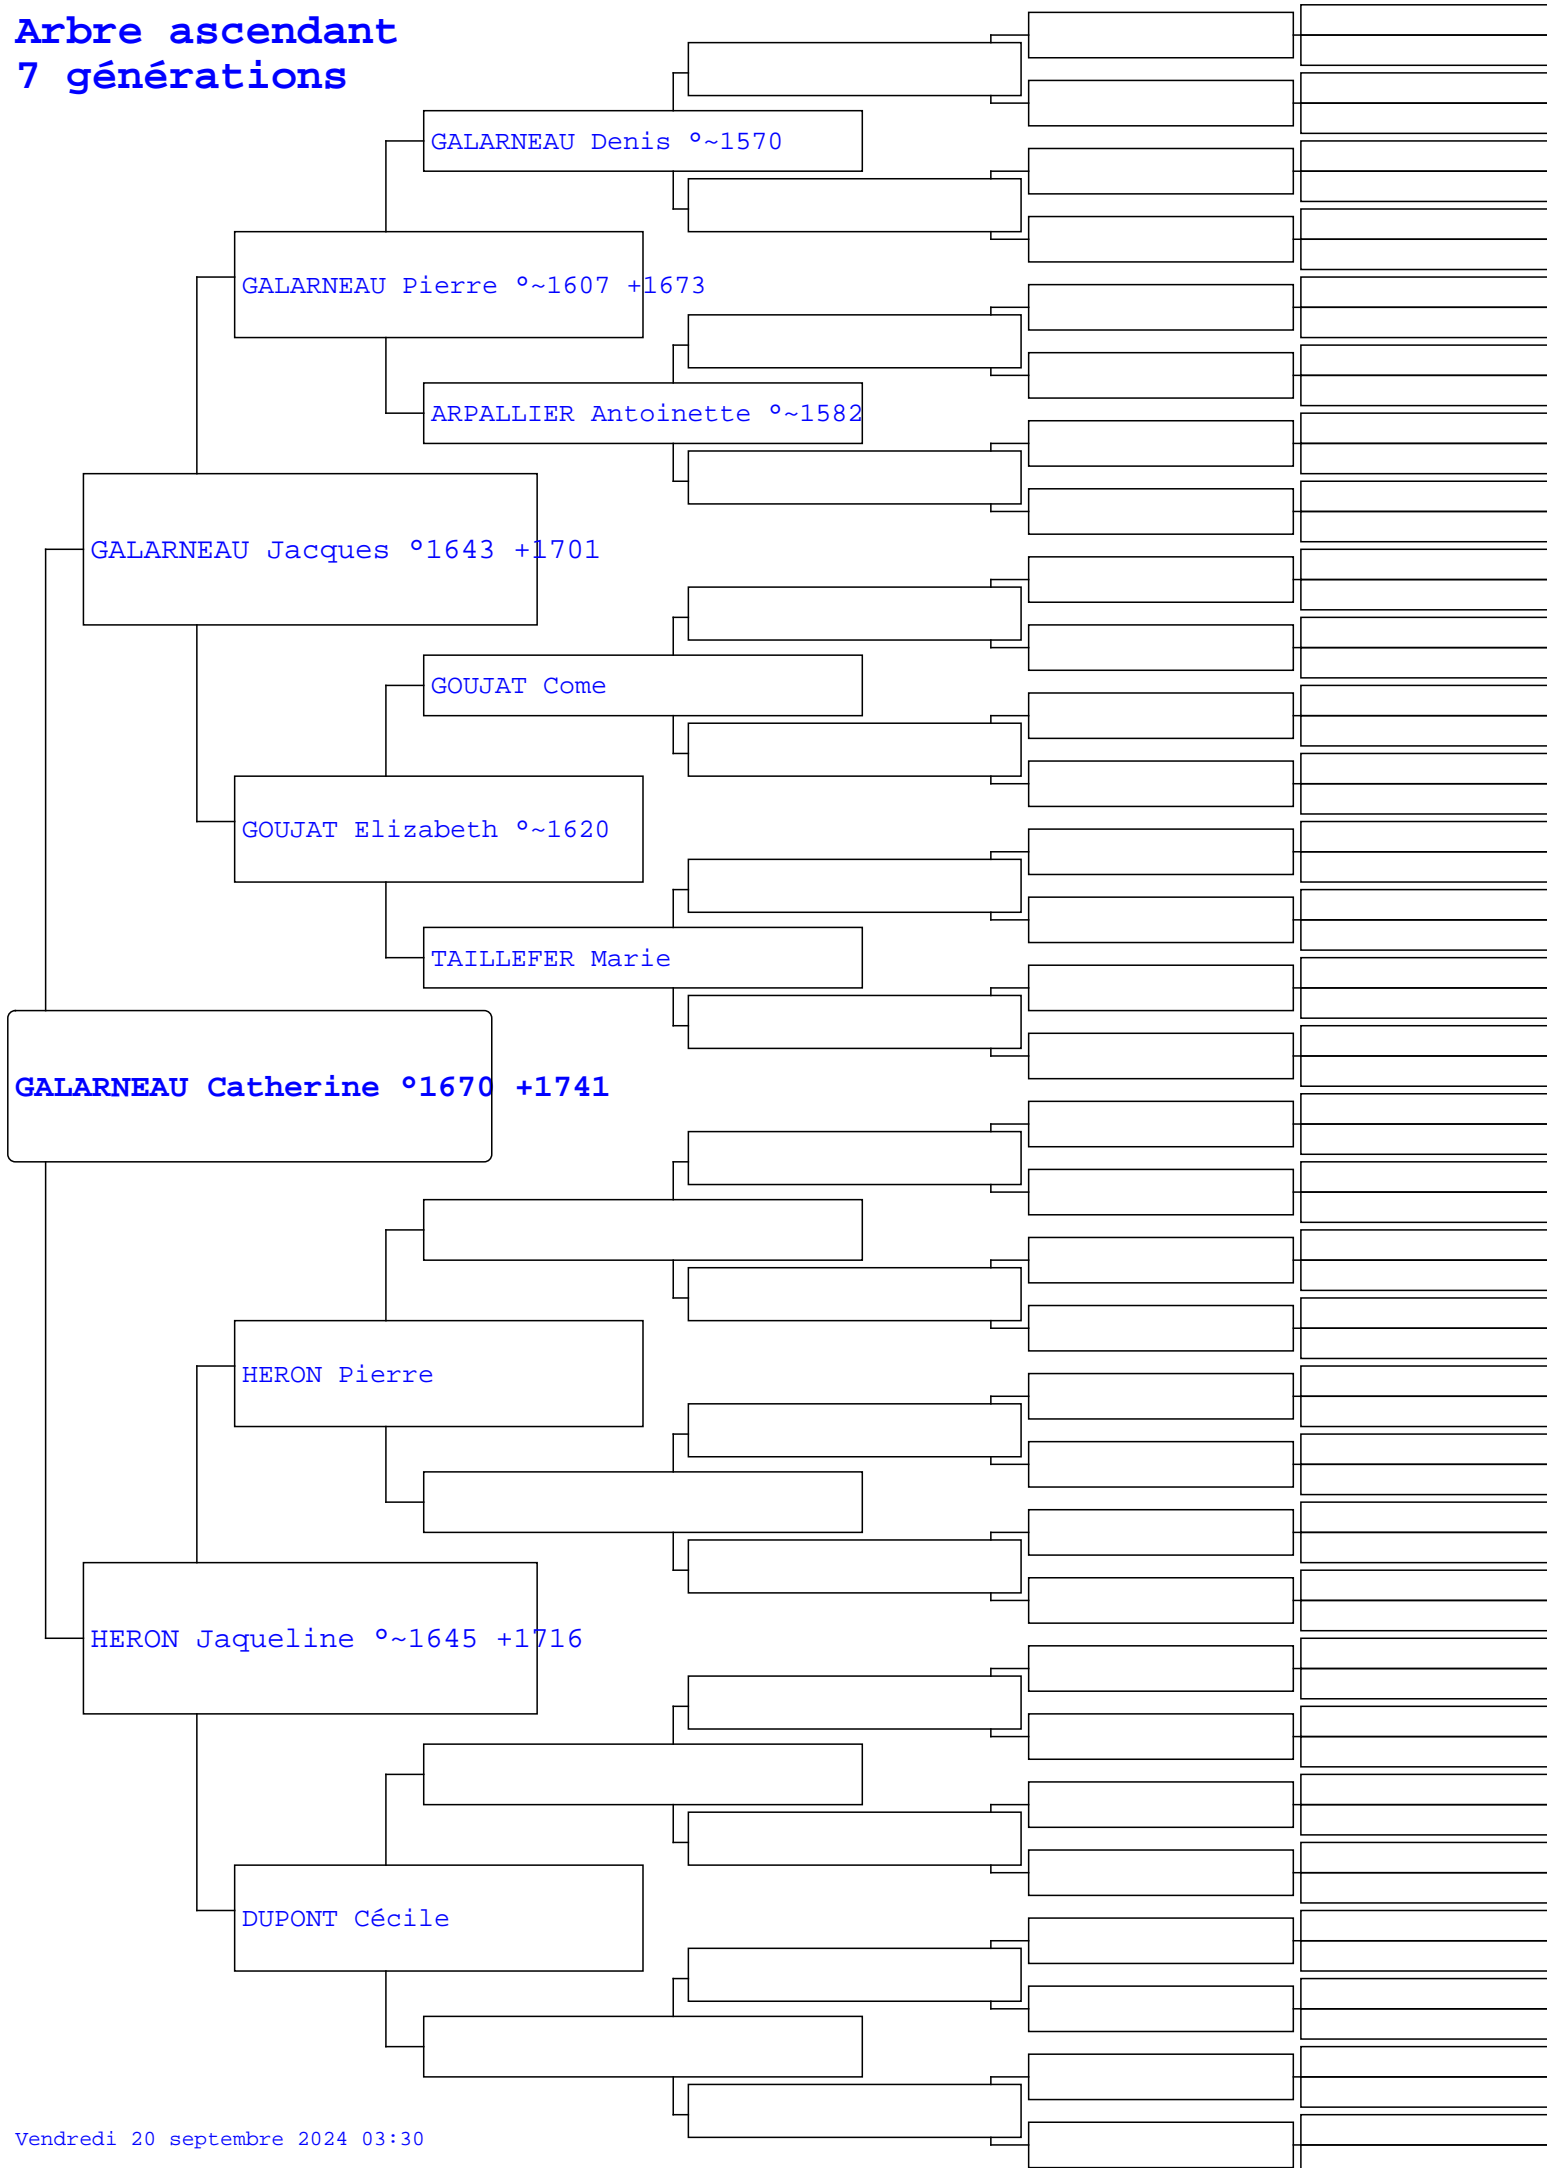 Arbre ascendant
7 générations
GALARNEAU Denis °~1570
GALARNEAU Pierre °~1607 +1673
ARPALLIER Antoinette °~1582
GALARNEAU Jacques °1643 +1701
GOUJAT Come
GOUJAT Elizabeth °~1620
TAILLEFER Marie
GALARNEAU Catherine °1670 +1741
HERON Pierre
HERON Jaqueline °~1645 +1716
DUPONT Cécile
Vendredi 20 septembre 2024 03:30